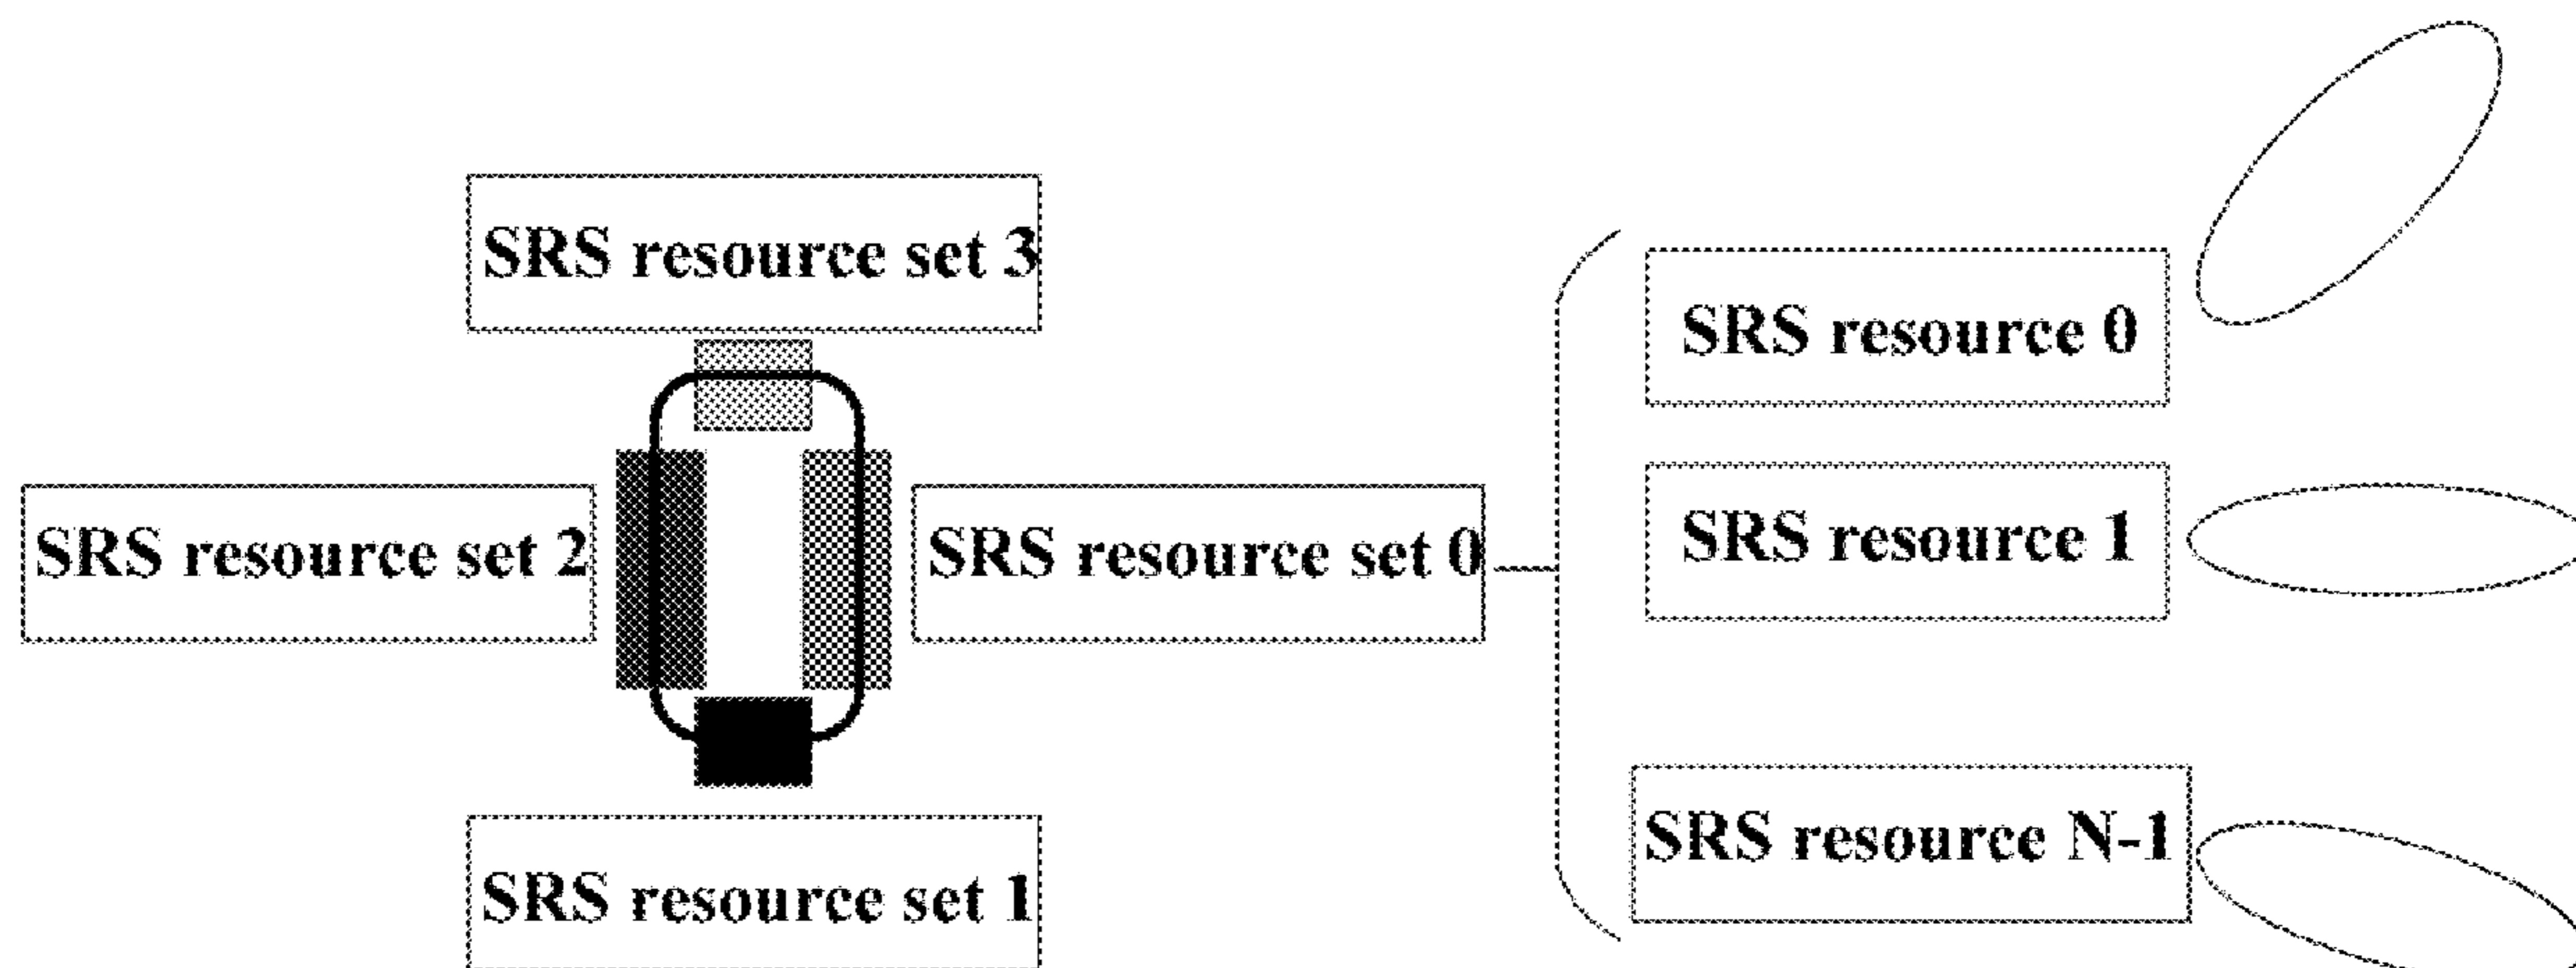 SRS resource set 3
SRS resource 0
SRS resource set 2
SRS resource set 0
SRS resource 1
SRS resource N-1
SRS resource set 1